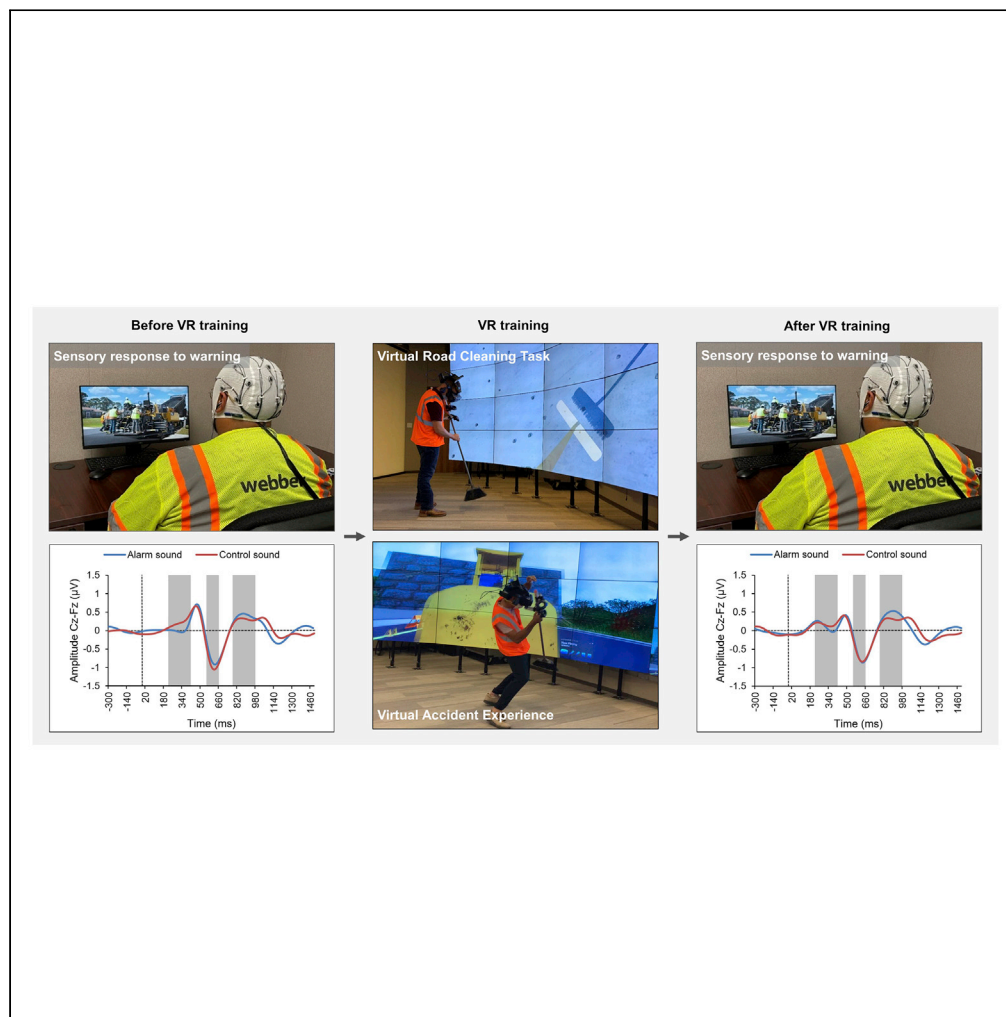 Before VR training
VR training
After VR training
Sensory response to warning
webber
Virtual Road Cleaning Task
Sensory response to warning
webber
Alarm sound
Control sound
Amplitude Cz-Fz (µV)
1.5
1
0.5
0
-0.5
-1
-1.5
-300
-140
20
180
340
500
660
820
980
1140
1300
1460
Time (ms)
Virtual Accident Experience
Alarm sound
Control sound
Amplitude Cz-Fz (µV)
1.5
1
0.5
0
-0.5
-1
-1.5
-300
-140
20
180
340
500
660
820
980
1140
1300
1460
Time (ms)